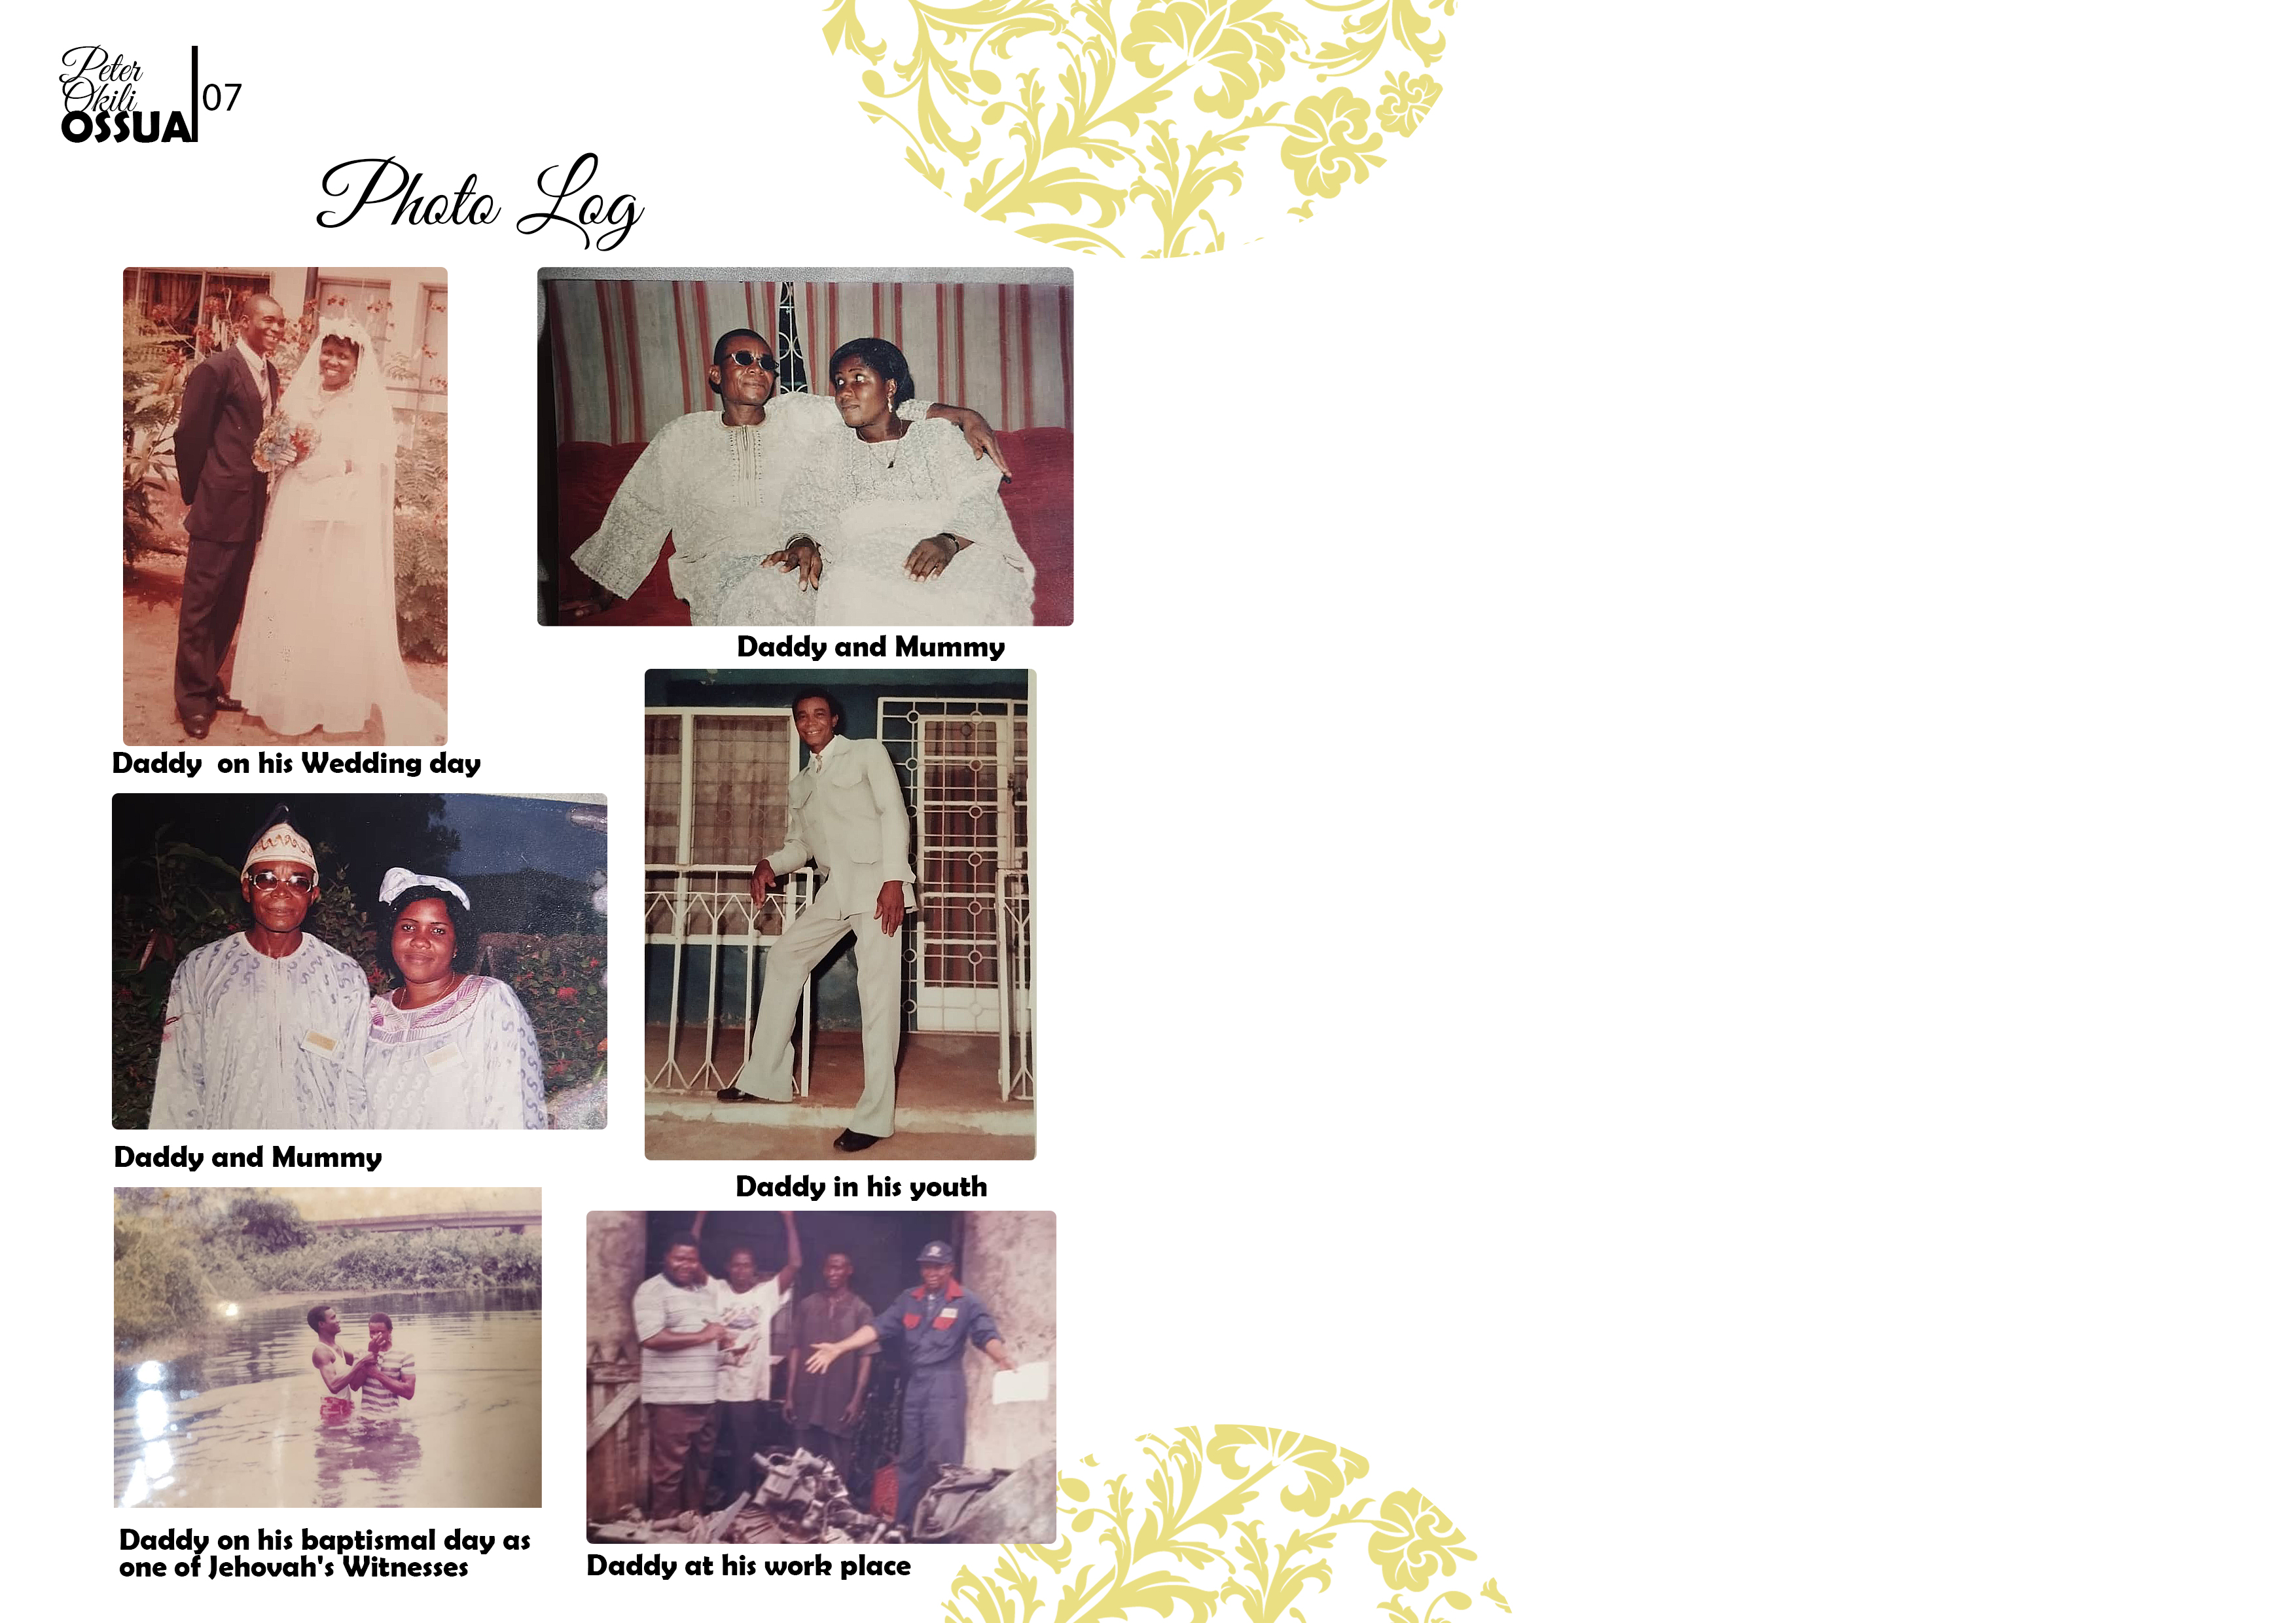 Peter
Okili
OSSUA
07
Photo Log
Daddy and Mummy
Daddy on his Wedding day
Daddy and Mummy
Daddy in his youth
Daddy on his baptismal day as
one of Jehovah's Witnesses
Daddy at his work place